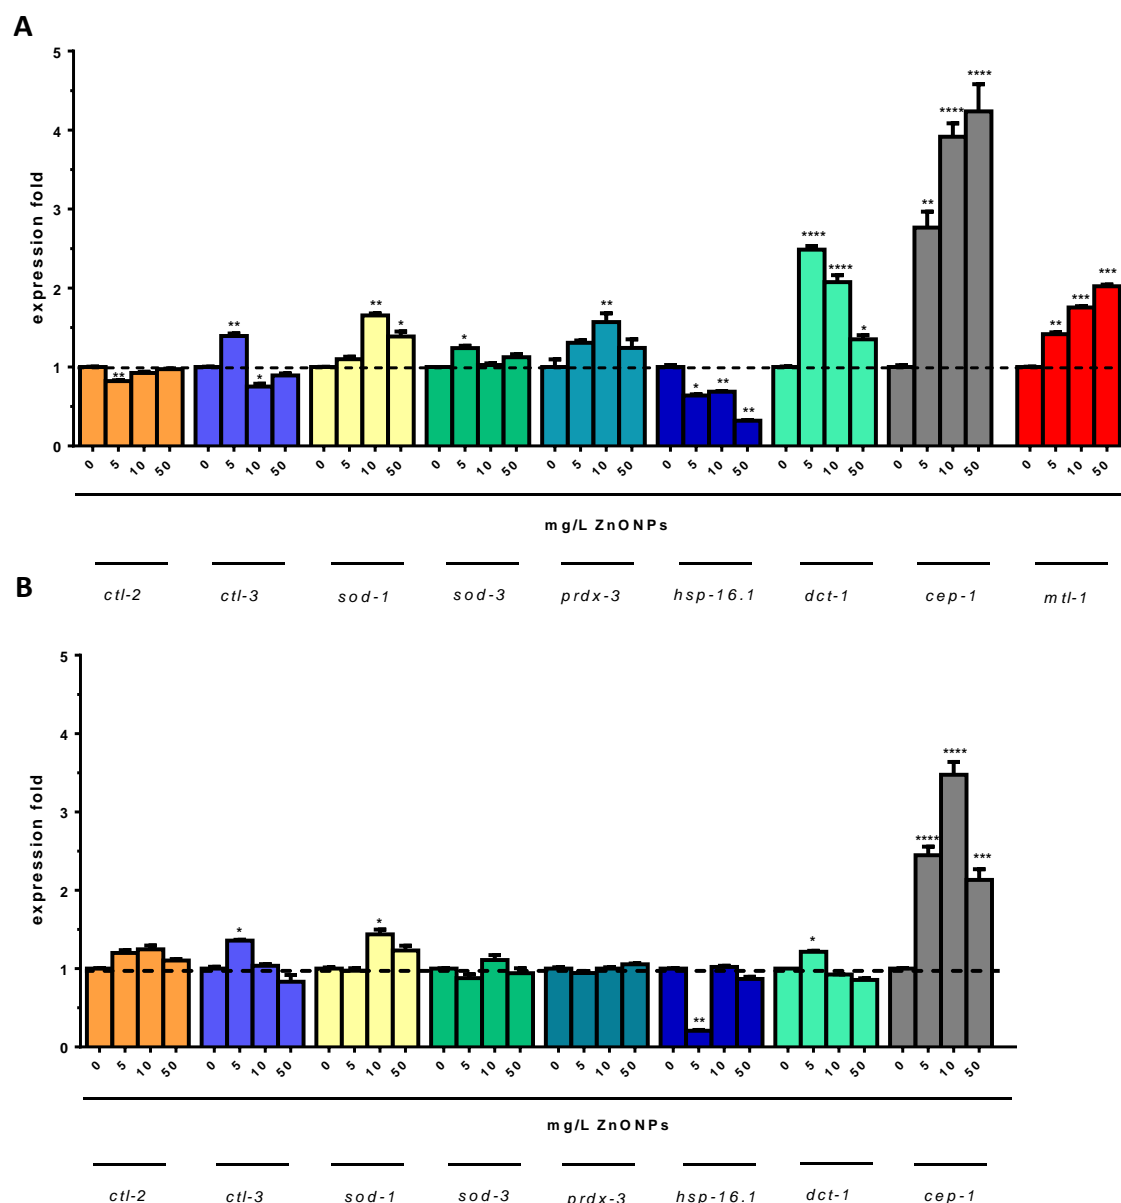 A
5
4
3
2
1
0
expression fold
** ** * ** * * ** * ** ** **** **** * ** **** **** ** *** ***
0 5 10 50 0 5 10 50 0 5 10 50 0 5 10 50 0 5 10 50 0 5 10 50 0 5 10 50 0 5 10 50 0 5 10 50
mg/L ZnONPs
ctl-2 ctl-3 sod-1 sod-3 prdx-3 hsp-16.1 dct-1 cep-1 mtl-1
B
5
4
3
2
1
0
expression fold
* * ** * **** **** ***
0 5 10 50 0 5 10 50 0 5 10 50 0 5 10 50 0 5 10 50 0 5 10 50 0 5 10 50 0 5 10 50
mg/L ZnONPs
ctl-2 ctl-3 sod-1 sod-3 prdx-3 hsp-16.1 dct-1 cep-1